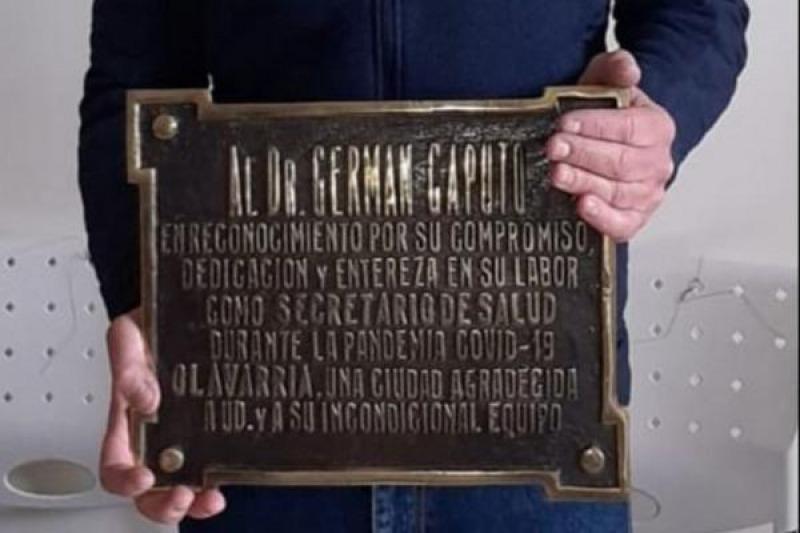 AL DR. GERMAN CAPUTO
EN RECONOCIMIENTO POR SU COMPROMISO,
DEDICACION Y ENTEREZA EN SU LABOR
COMO SECRETARIO DE SALUD
DURANTE LA PANDEMIA COVID-19
OLAVARRIA, UNA CIUDAD AGRADECIDA
A UD. Y A SU INCONDICIONAL EQUIPO